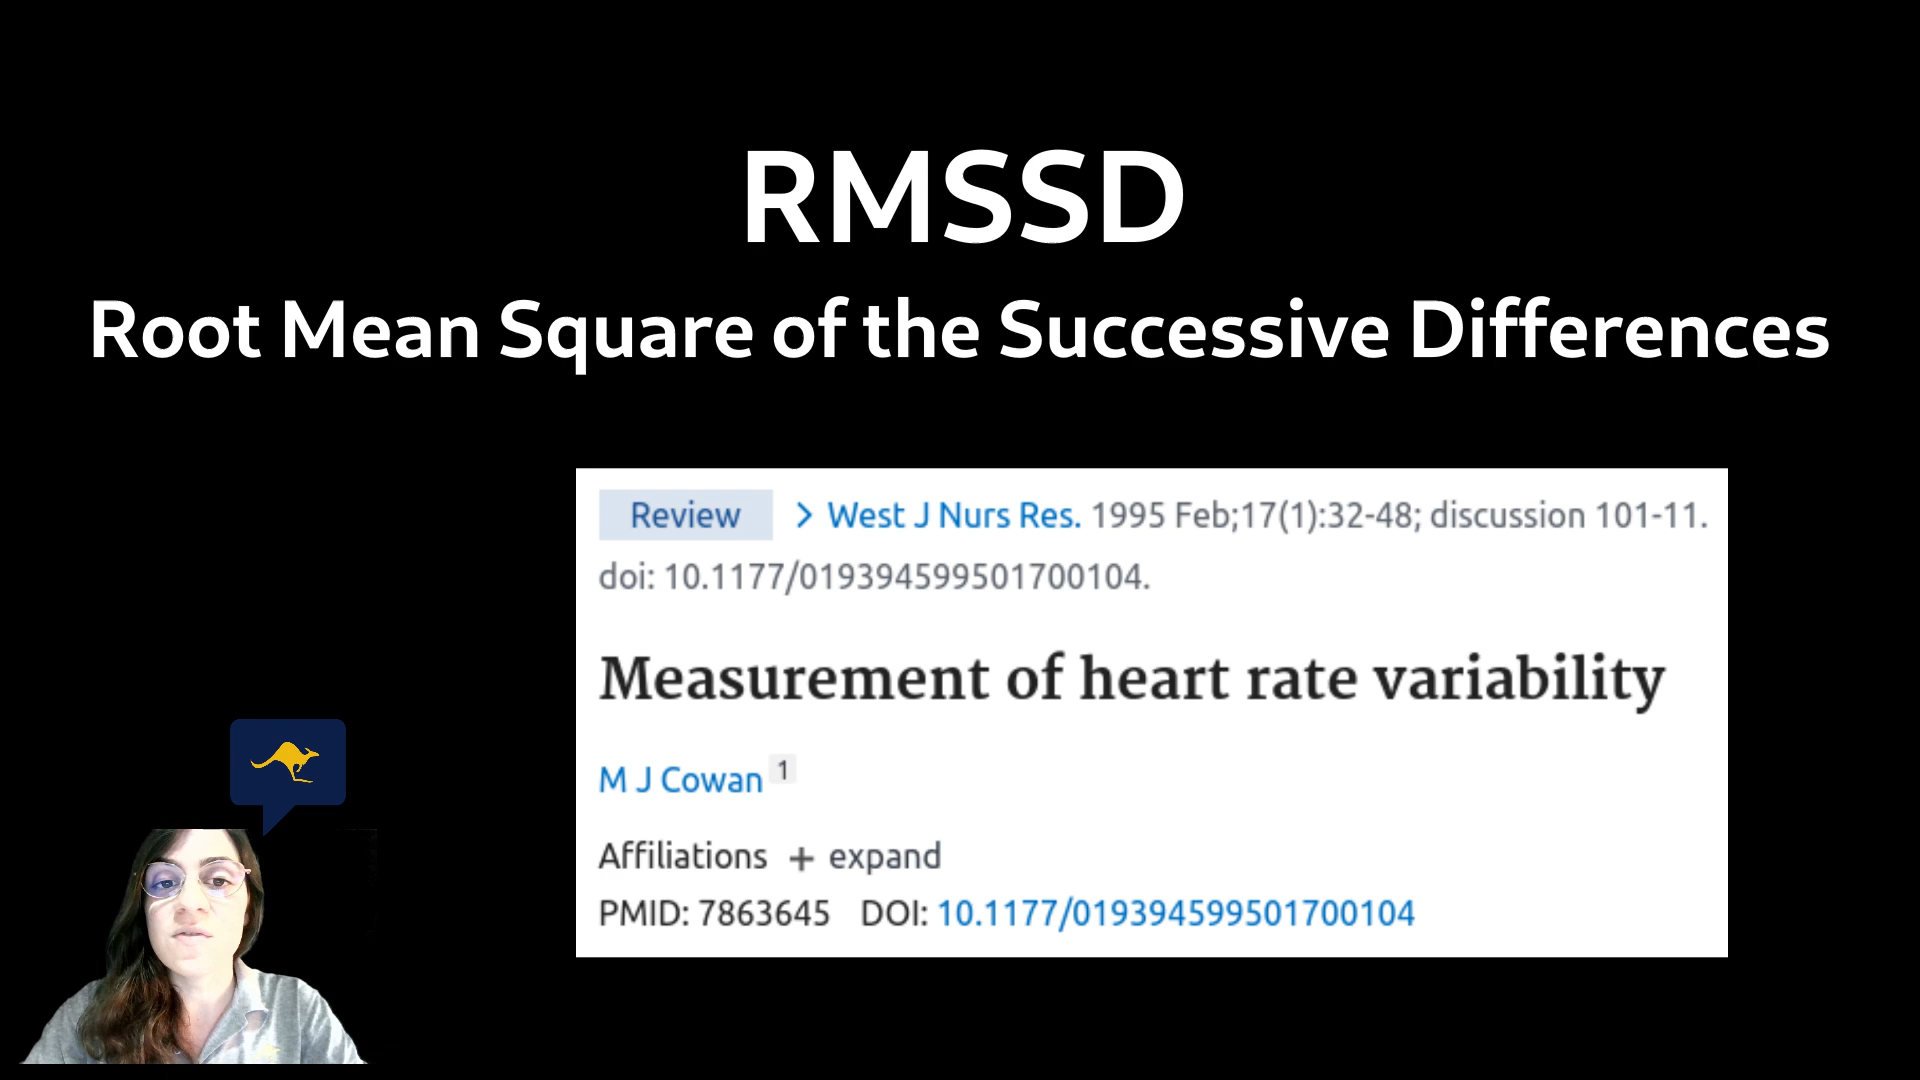 RMSSD
Root Mean Square of the Successive Differences
Review > West J Nurs Res. 1995 Feb;17(1):32-48; discussion 101-11.
doi: 10.1177/019394599501700104.
Measurement of heart rate variability
M J Cowan 1
Affiliations + expand
PMID: 7863645 DOI: 10.1177/019394599501700104